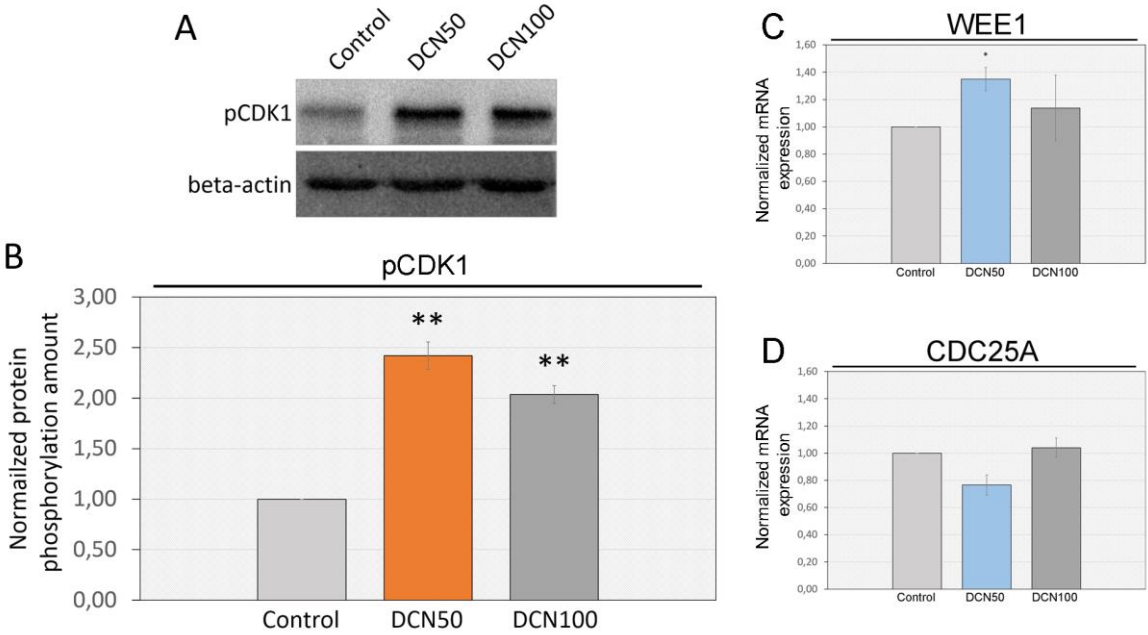 A
Control
DCN50
DCN100
pCDK1
beta-actin
B
pCDK1
Normailzed protein
phosphorylation amount
3,00
2,50
2,00
1,50
1,00
0,50
0,00
**
**
Control
DCN50
DCN100
C
WEE1
Normalized mRNA
expression
1,60
1,40
1,20
1,00
0,80
0,60
0,40
0,20
0,00
*
Control
DCN50
DCN100
D
CDC25A
Normalized mRNA
expression
1,60
1,40
1,20
1,00
0,80
0,60
0,40
0,20
0,00
Control
DCN50
DCN100